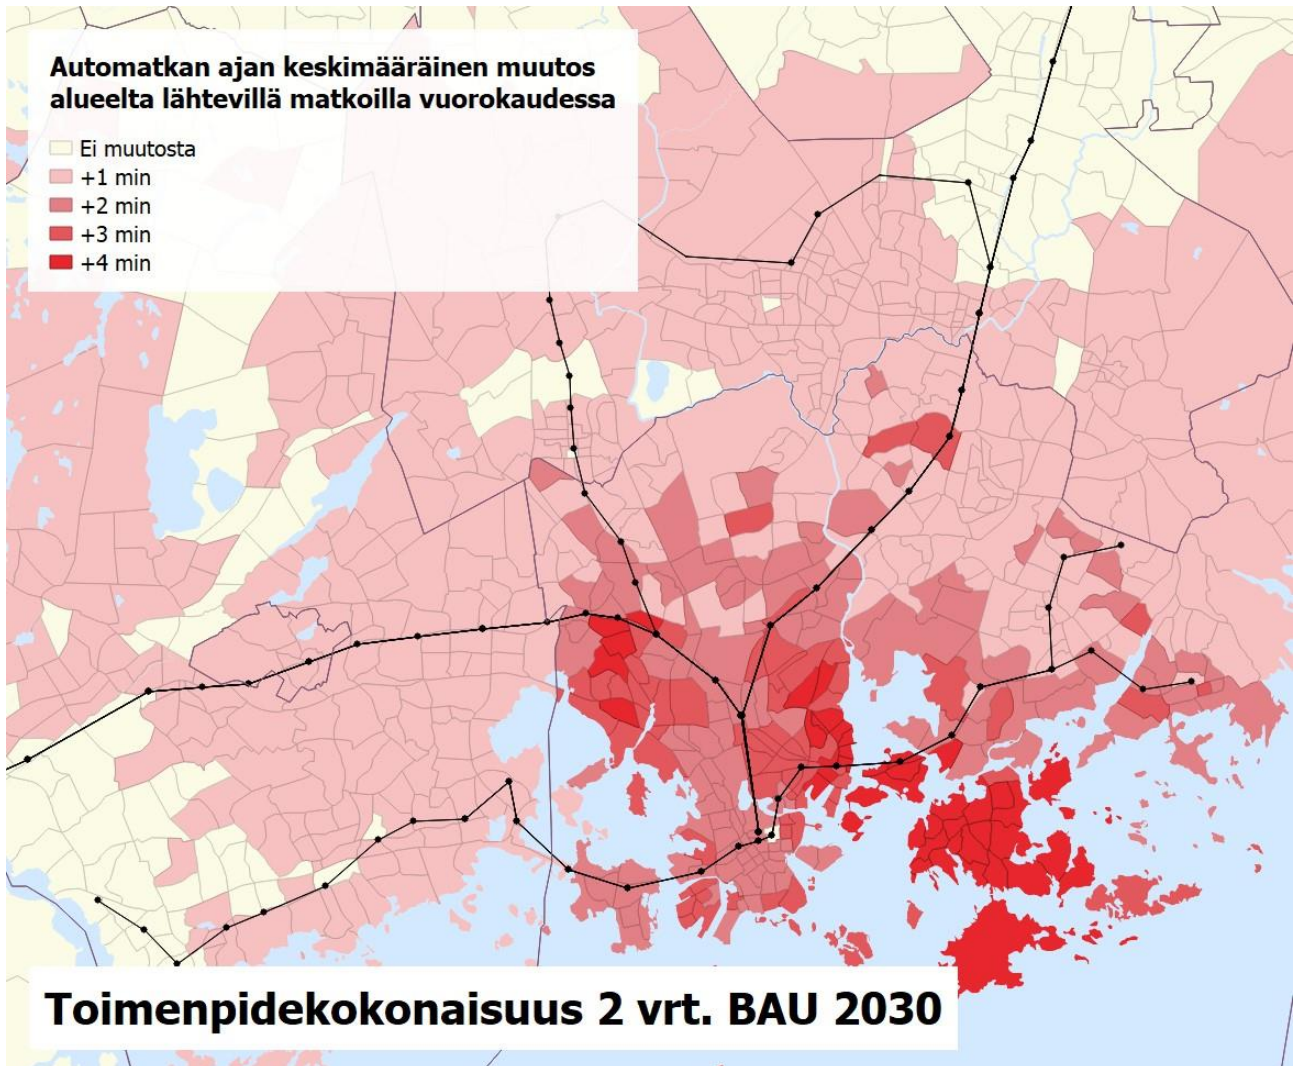 Automatkan ajan keskimääräinen muutos
alueelta lähtevillä matkoilla vuorokaudessa
Ei muutosta
+1 min
+2 min
+3 min
+4 min
Toimenpidekokonaisuus 2 vrt. BAU 2030